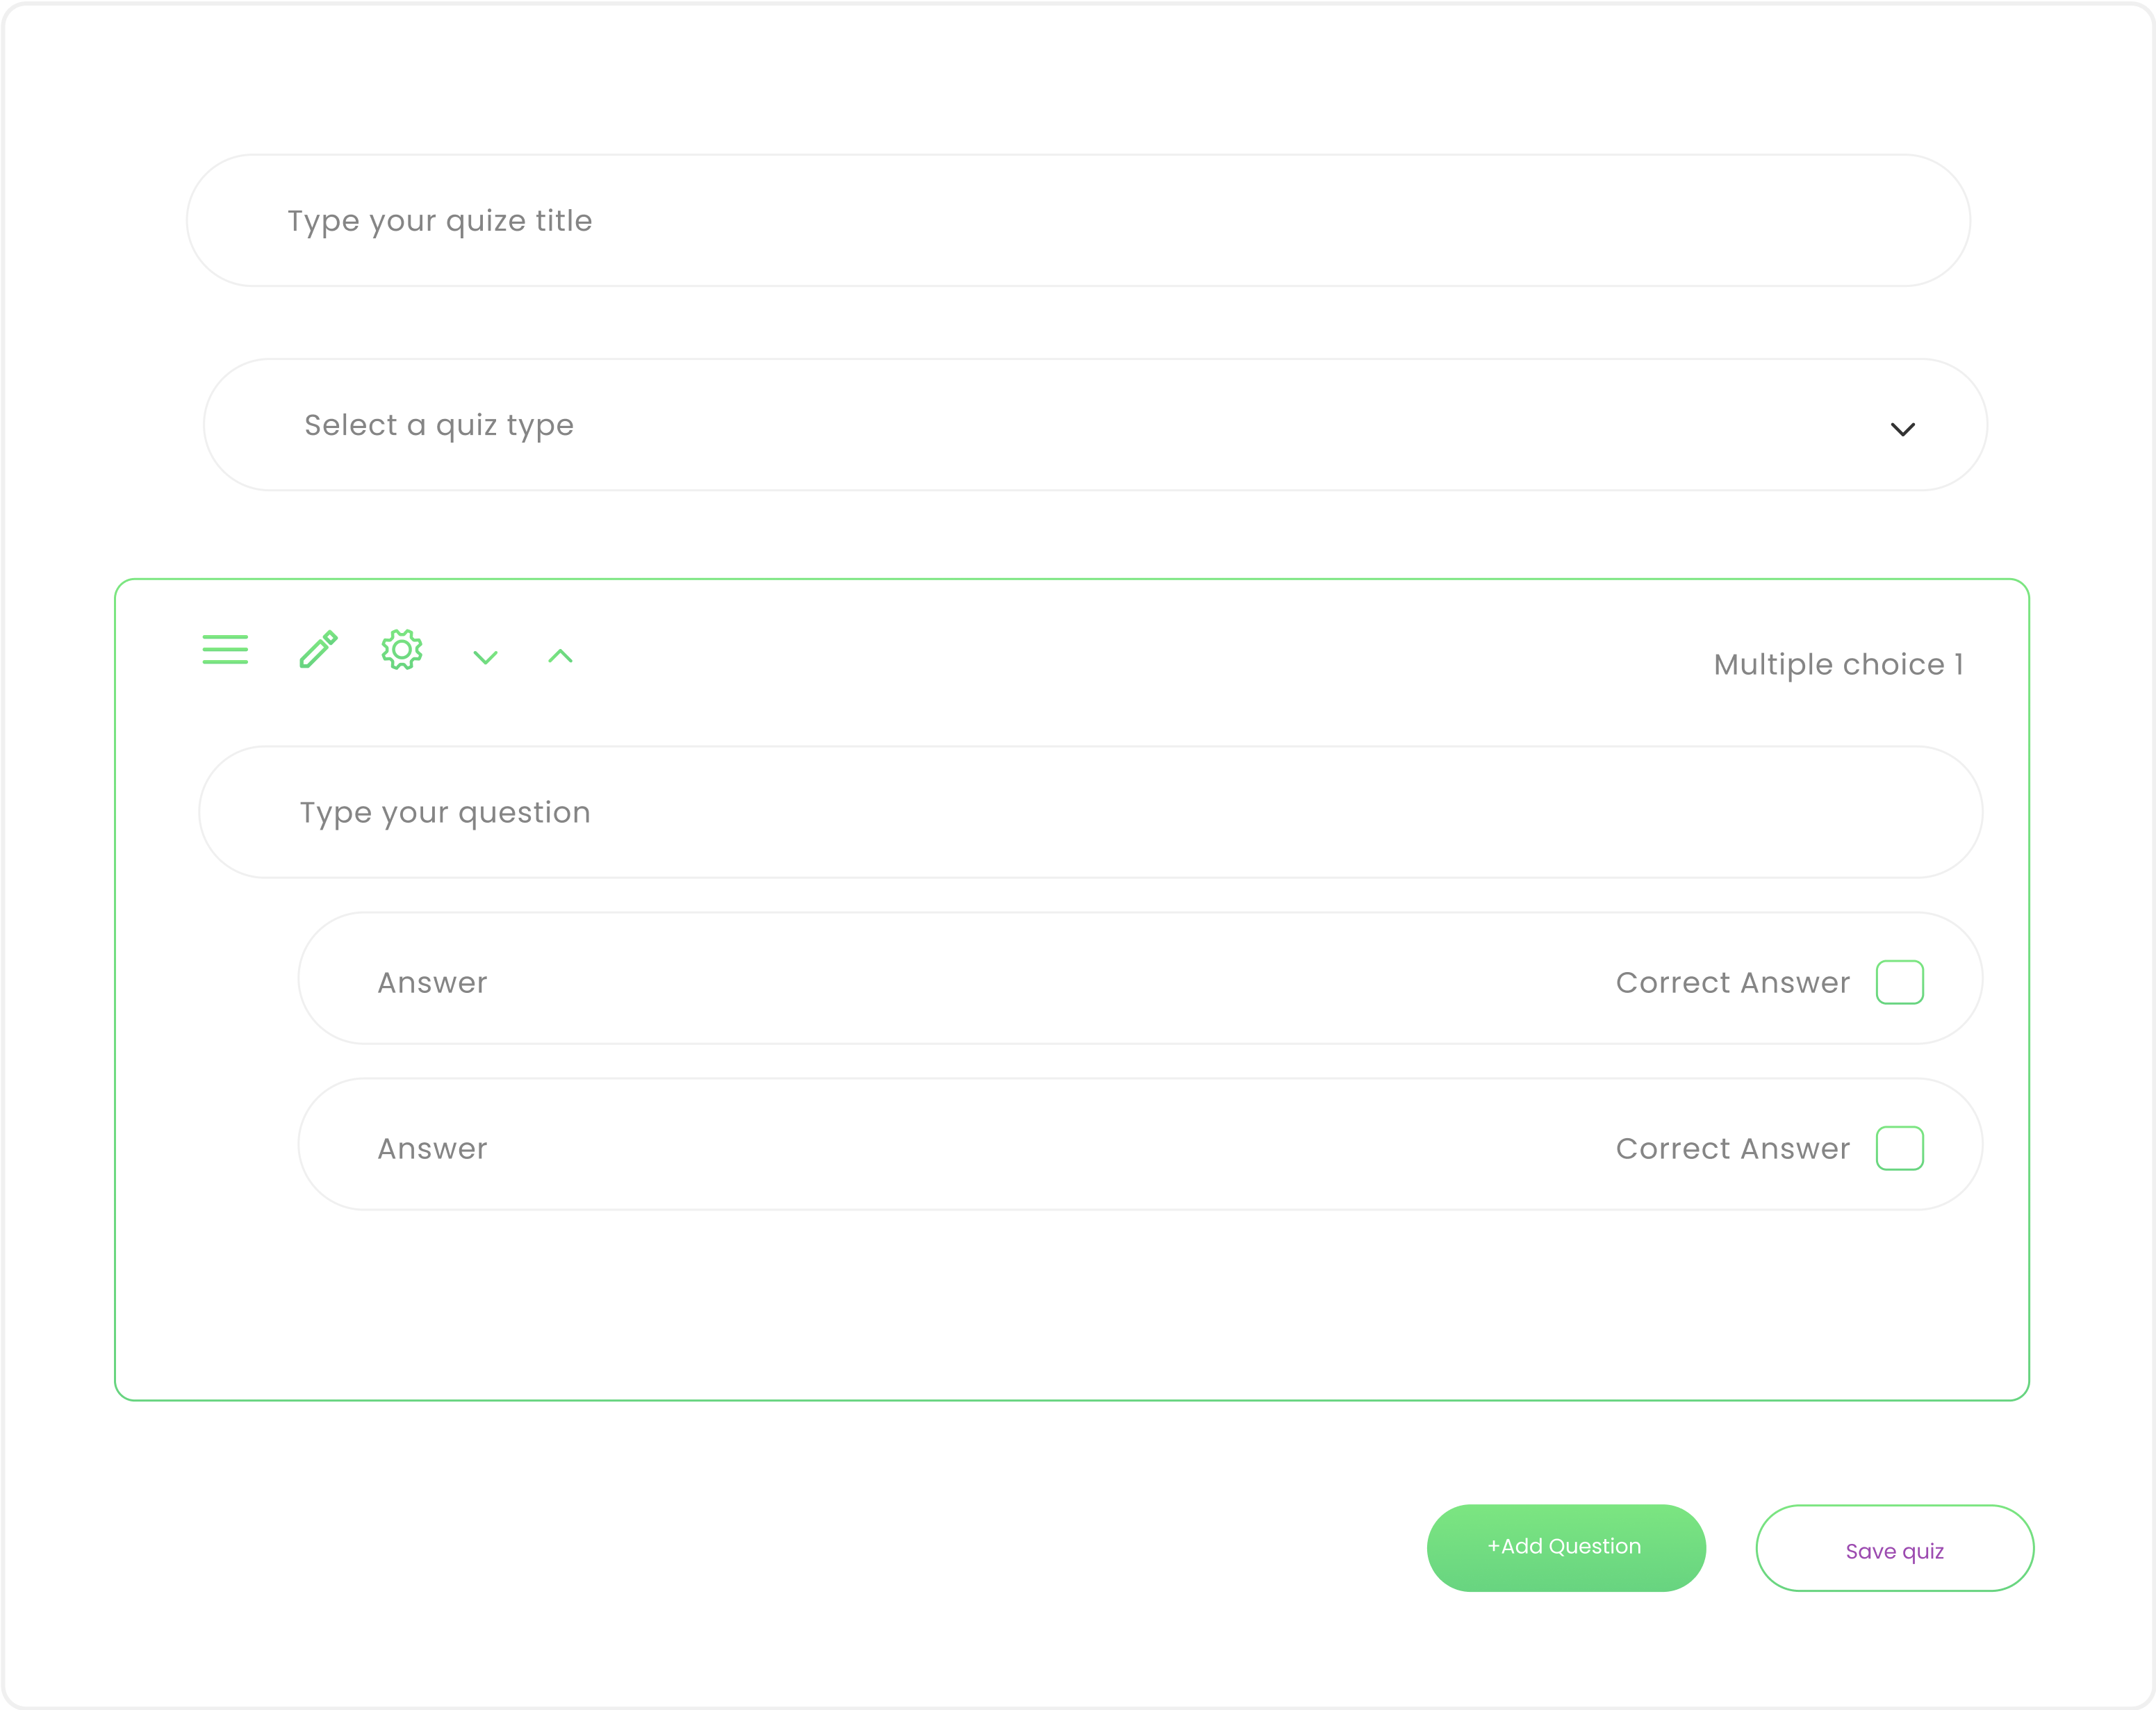 Type your quize title
Select a quiz type
Multiple choice 1
Type your question
Answer
Correct Answer
Answer
Correct Answer
+Add Question
Save quiz